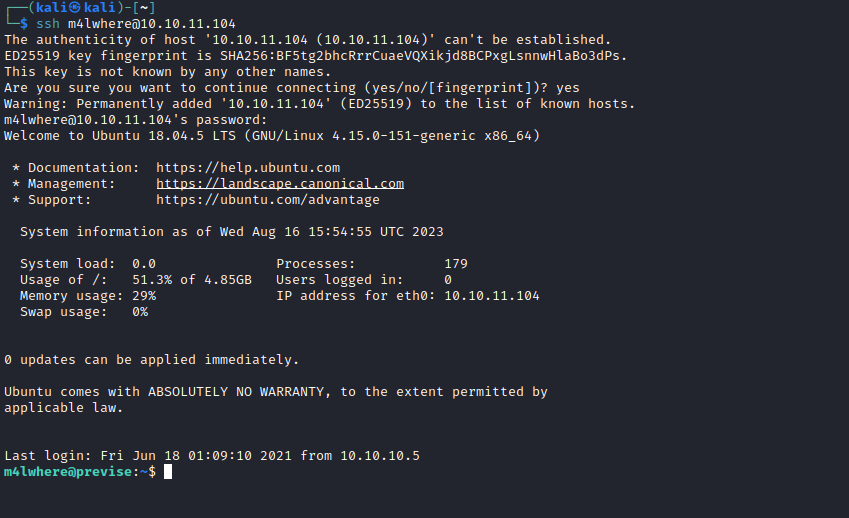 ┌──(kali㉿kali)-[~]
└─$ ssh m4lwhere@10.10.11.104
The authenticity of host '10.10.11.104 (10.10.11.104)' can't be established.
ED25519 key fingerprint is SHA256:BF5tg2bhcRrrCuaeVQXikjd8BCPxgLsnnwHlaBo3dPs.
This key is not known by any other names.
Are you sure you want to continue connecting (yes/no/[fingerprint])? yes
Warning: Permanently added '10.10.11.104' (ED25519) to the list of known hosts.
m4lwhere@10.10.11.104's password:
Welcome to Ubuntu 18.04.5 LTS (GNU/Linux 4.15.0-151-generic x86_64)
* Documentation:  https://help.ubuntu.com
* Management:     https://landscape.canonical.com
* Support:        https://ubuntu.com/advantage
System information as of Wed Aug 16 15:54:55 UTC 2023
System load:  0.0               Processes:           179
Usage of /:   51.3% of 4.85GB   Users logged in:     0
Memory usage: 29%               IP address for eth0: 10.10.11.104
Swap usage:   0%
0 updates can be applied immediately.
Ubuntu comes with ABSOLUTELY NO WARRANTY, to the extent permitted by
applicable law.
Last login: Fri Jun 18 01:09:10 2021 from 10.10.10.5
m4lwhere@previse:~$